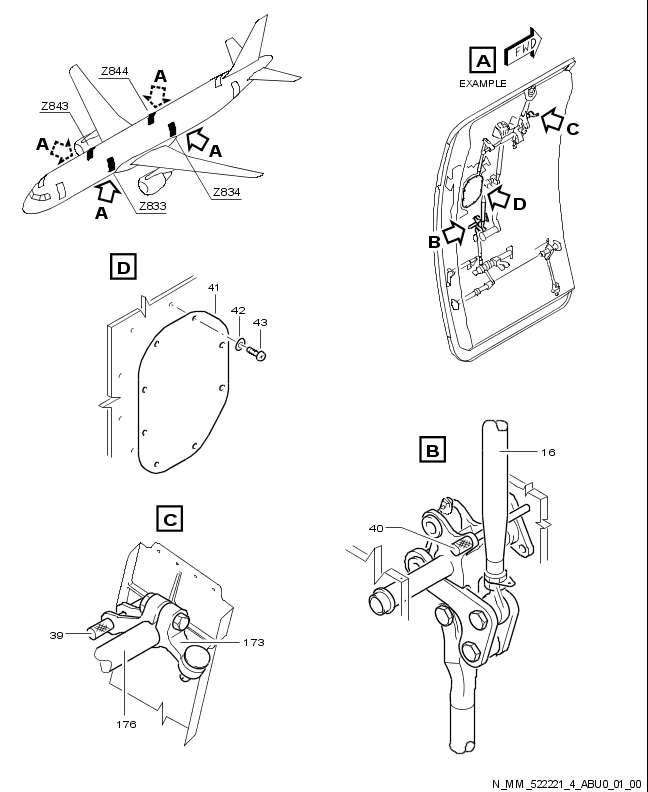 Z844
A
A
FWD
EXAMPLE
Z843
A
C
A
D
Z834
B
A
Z833
D
41
42
43
B
16
C
40
39
173
176
N_MM_522221_4_ABU0_01_00